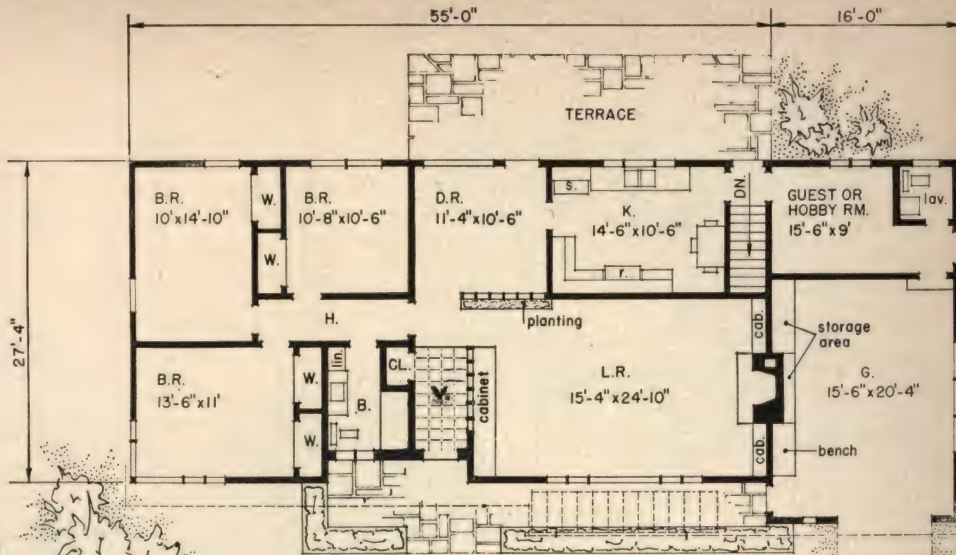 55'-0"
16'-0"
TERRACE
27'-4"
B.R.
10'x14'-10"
W.
W.
B.R.
10'-8"x10'-6"
D.R.
11'-4"x10'-6"
S.
K.
14'-6"x10'-6"
r.
DN.
GUEST OR
HOBBY RM.
15'-6"x9'
lav.
H.
planting
B.R.
13'-6"x11'
W.
W.
lin.
B.
CL.
V.
cabinet
L.R.
15'-4"x24'-10"
cab.
cab.
storage
area
G.
15'-6"x20'-4"
bench